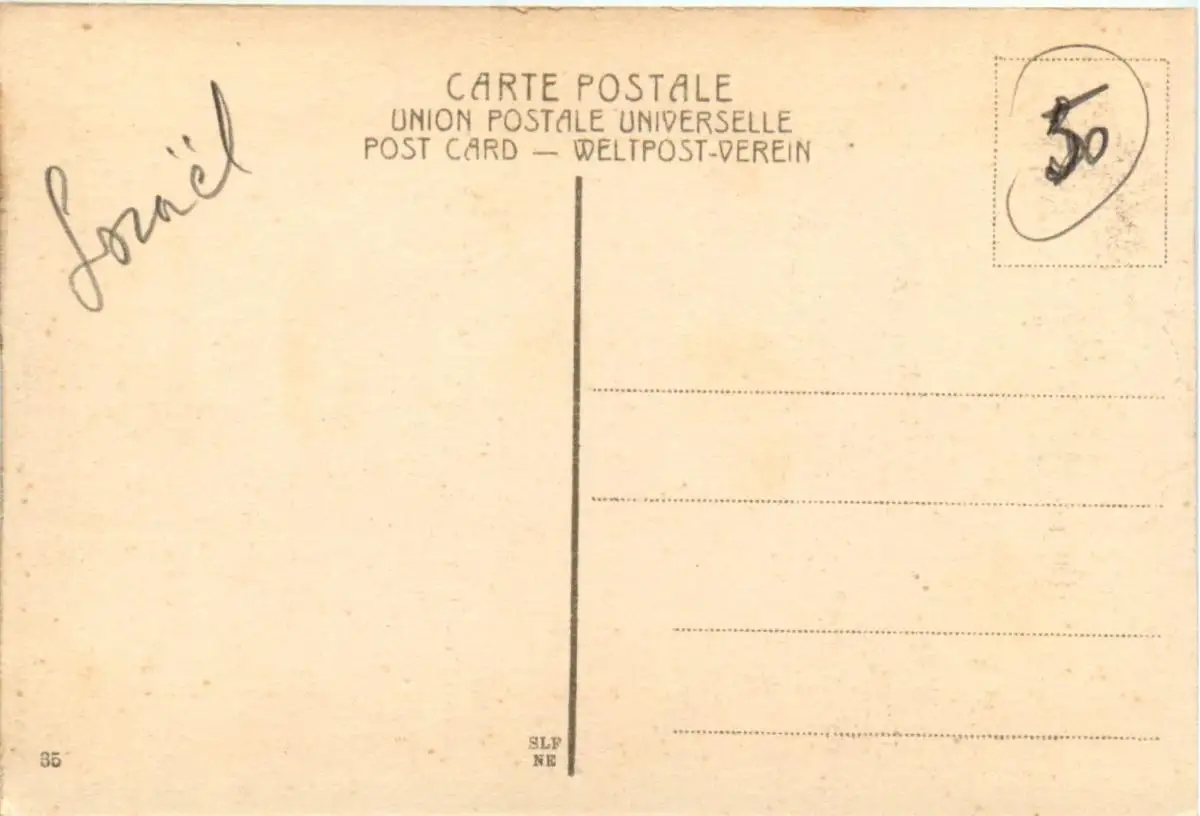 CARTE POSTALE
UNION POSTALE UNIVERSELLE
POST CARD — WELTPOST-VEREIN
Israël
50
35
SLF
NE